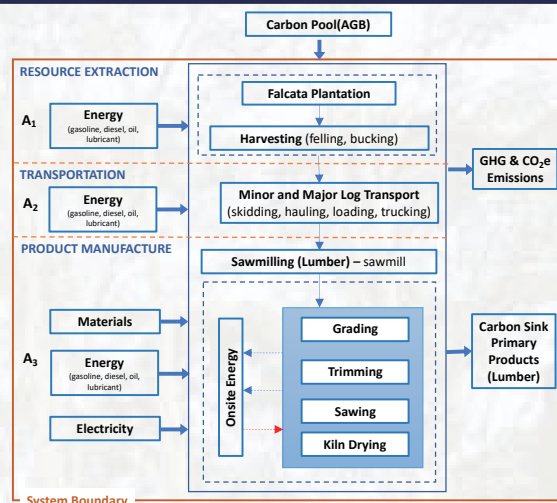 Carbon Pool(AGB)
RESOURCE EXTRACTION
A₁
Energy
(gasoline, diesel, oil,
lubricant)
Falcata Plantation
Harvesting (felling, bucking)
GHG & CO₂e
Emissions
TRANSPORTATION
A₂
Energy
(gasoline, diesel, oil,
lubricant)
Minor and Major Log Transport
(skidding, hauling, loading, trucking)
PRODUCT MANUFACTURE
Sawmilling (Lumber) – sawmill
Materials
A₃
Energy
(gasoline, diesel, oil,
lubricant)
Electricity
Onsite Energy
Grading
Trimming
Sawing
Kiln Drying
Carbon Sink
Primary
Products
(Lumber)
System Boundary